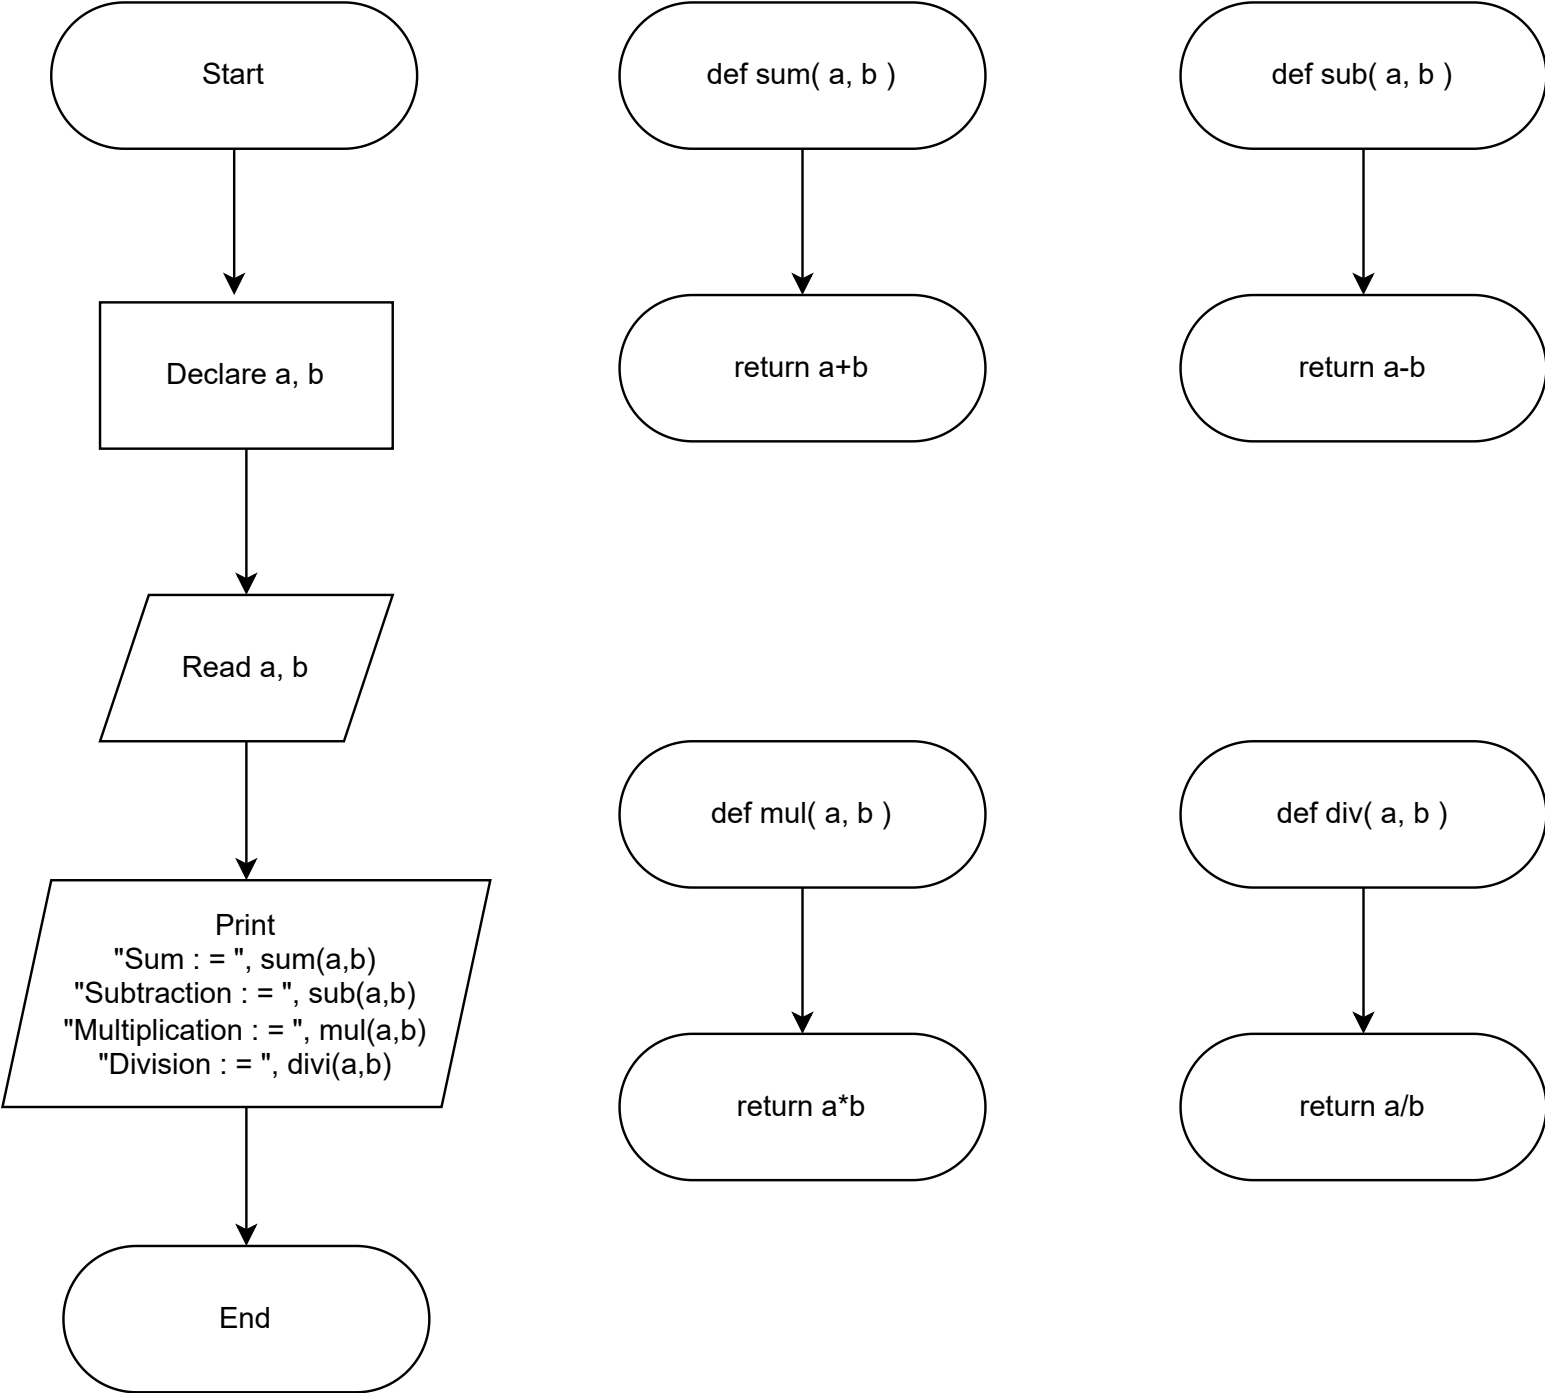 Start
Declare a, b
Read a, b
Print
"Sum : = ", sum(a,b)
"Subtraction : = ", sub(a,b)
"Multiplication : = ", mul(a,b)
"Division : = ", divi(a,b)
End
def sum( a, b )
return a+b
def sub( a, b )
return a-b
def mul( a, b )
return a*b
def div( a, b )
return a/b